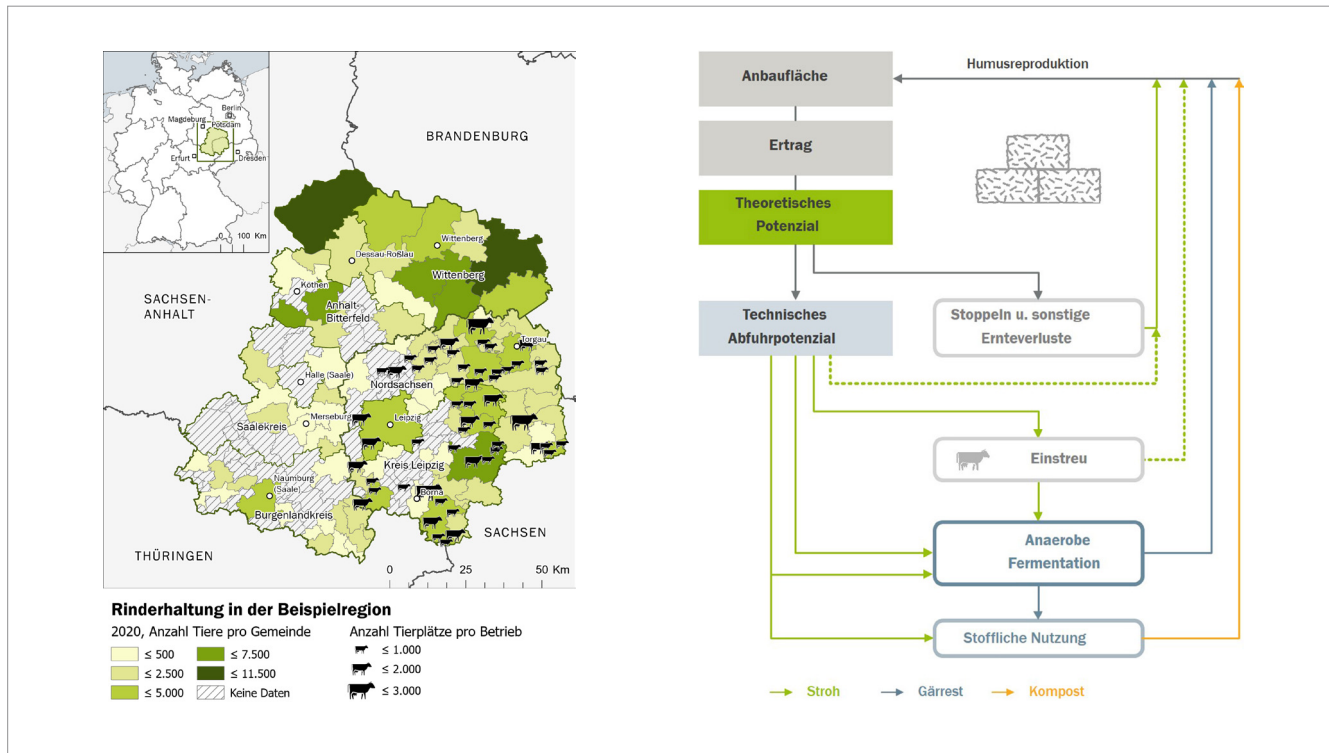 Berlin
Magdeburg
Potsdam
Erfurt
Dresden
0 100 Km
BRANDENBURG
SACHSEN-
ANHALT
Wittenberg
Dessau-Roßlau
Wittenberg
Köthen
Anhalt-
Bitterfeld
Torgau
Halle (Saale)
Nordsachsen
Merseburg
Leipzig
Saalekreis
Kreis Leipzig
Naumburg
(Saale)
Borna
Burgenlandkreis
SACHSEN
THÜRINGEN
0 25 50 Km
Rinderhaltung in der Beispielregion
2020, Anzahl Tiere pro Gemeinde
≤ 500
≤ 2.500
≤ 5.000
≤ 7.500
≤ 11.500
Keine Daten
Anzahl Tierplätze pro Betrieb
≤ 1.000
≤ 2.000
≤ 3.000
Anbaufläche
Humusreproduktion
Ertrag
Theoretisches
Potenzial
Technisches
Abfuhrpotenzial
Stoppeln u. sonstige
Ernteverluste
Einstreu
Anaerobe
Fermentation
Stoffliche Nutzung
Stroh
Gärrest
Kompost